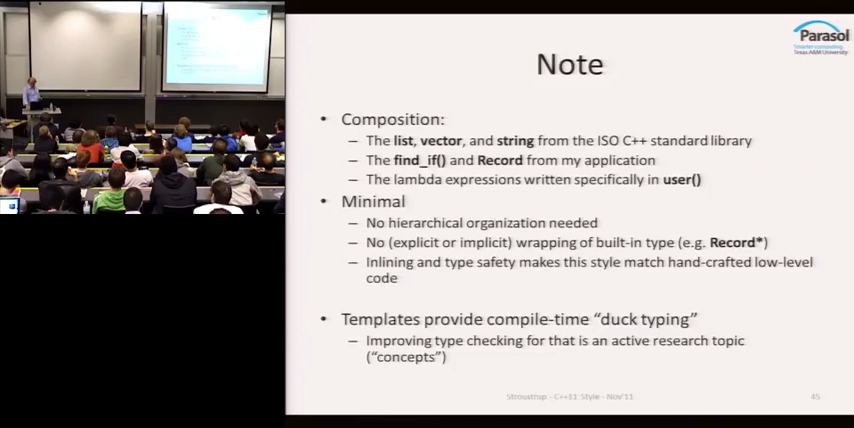 Parasol
Smarter computing.
Texas A&M University
Note
• Composition:
– The list, vector, and string from the ISO C++ standard library
– The find_if() and Record from my application
– The lambda expressions written specifically in user()
• Minimal
– No hierarchical organization needed
– No (explicit or implicit) wrapping of built-in type (e.g. Record*)
– Inlining and type safety makes this style match hand-crafted low-level
code
• Templates provide compile-time “duck typing”
– Improving type checking for that is an active research topic
(“concepts”)
Stroustrup - C++11 Style - Nov'11
45